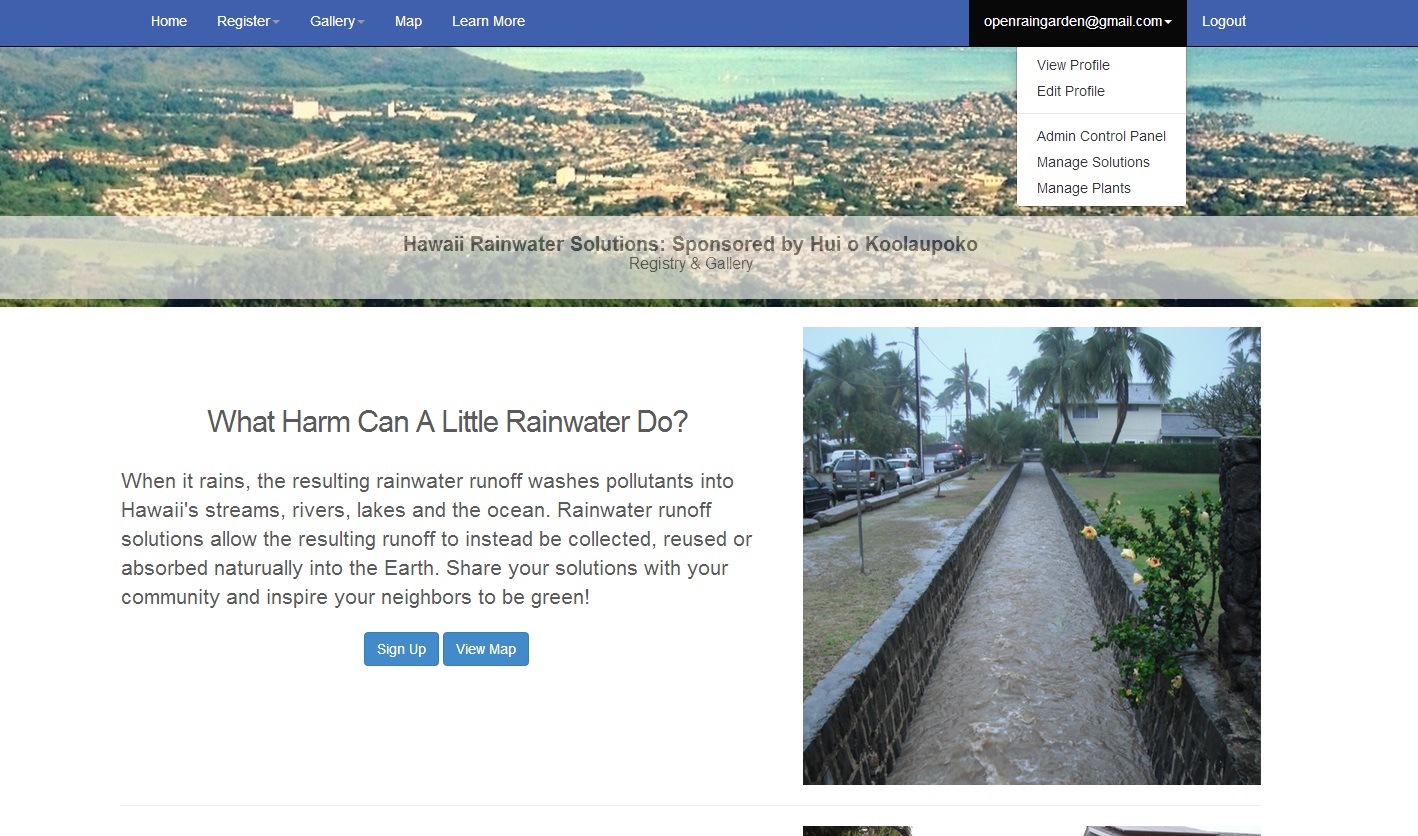 Home Register Gallery Map Learn More openraingarden@gmail.com Logout
View Profile
Edit Profile
Admin Control Panel
Manage Solutions
Manage Plants
Hawaii Rainwater Solutions: Sponsored by Hui o Koolaupoko
Registry & Gallery
What Harm Can A Little Rainwater Do?
When it rains, the resulting rainwater runoff washes pollutants into
Hawaii's streams, rivers, lakes and the ocean. Rainwater runoff
solutions allow the resulting runoff to instead be collected, reused or
absorbed naturually into the Earth. Share your solutions with your
community and inspire your neighbors to be green!
Sign Up View Map